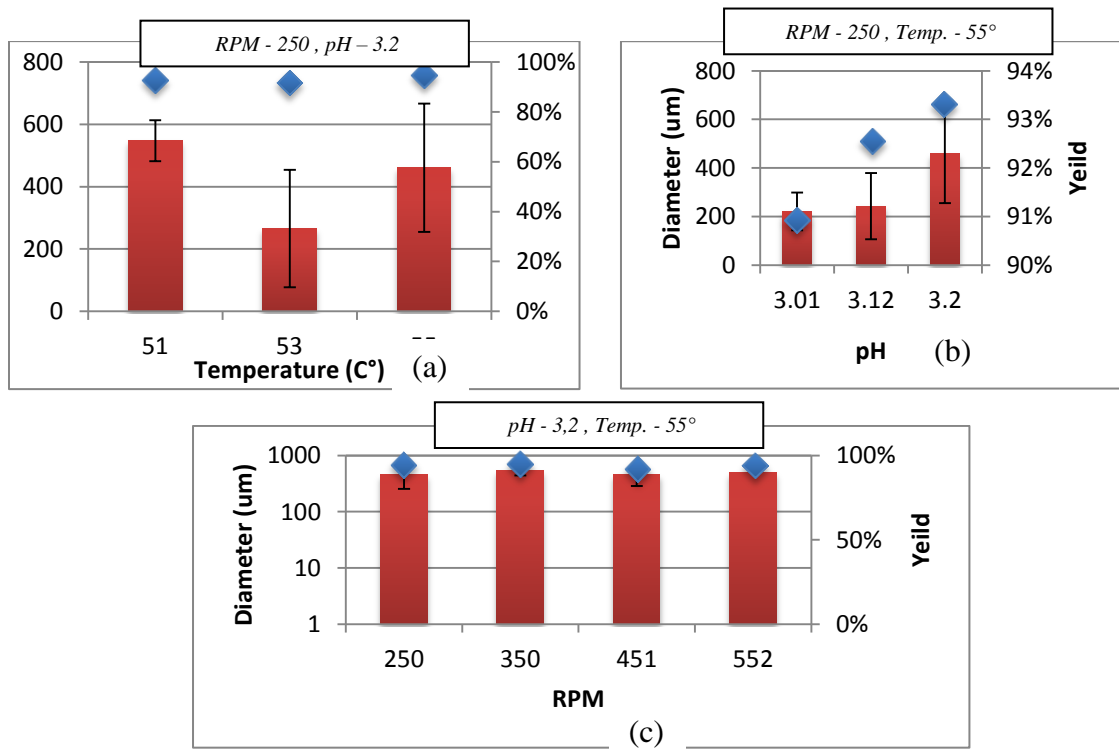 RPM - 250 , pH – 3.2
800
600
400
200
0
100%
80%
60%
40%
20%
0%
51 53
Temperature (C°)
(a)
RPM - 250 , Temp. - 55°
Diameter (um)
800
600
400
200
0
94%
93%
92%
91%
90%
Yeild
3.01 3.12 3.2
pH
(b)
pH - 3,2 , Temp. - 55°
Diameter (um)
1000
100
10
1
100%
50%
0%
Yeild
250 350 451 552
RPM
(c)